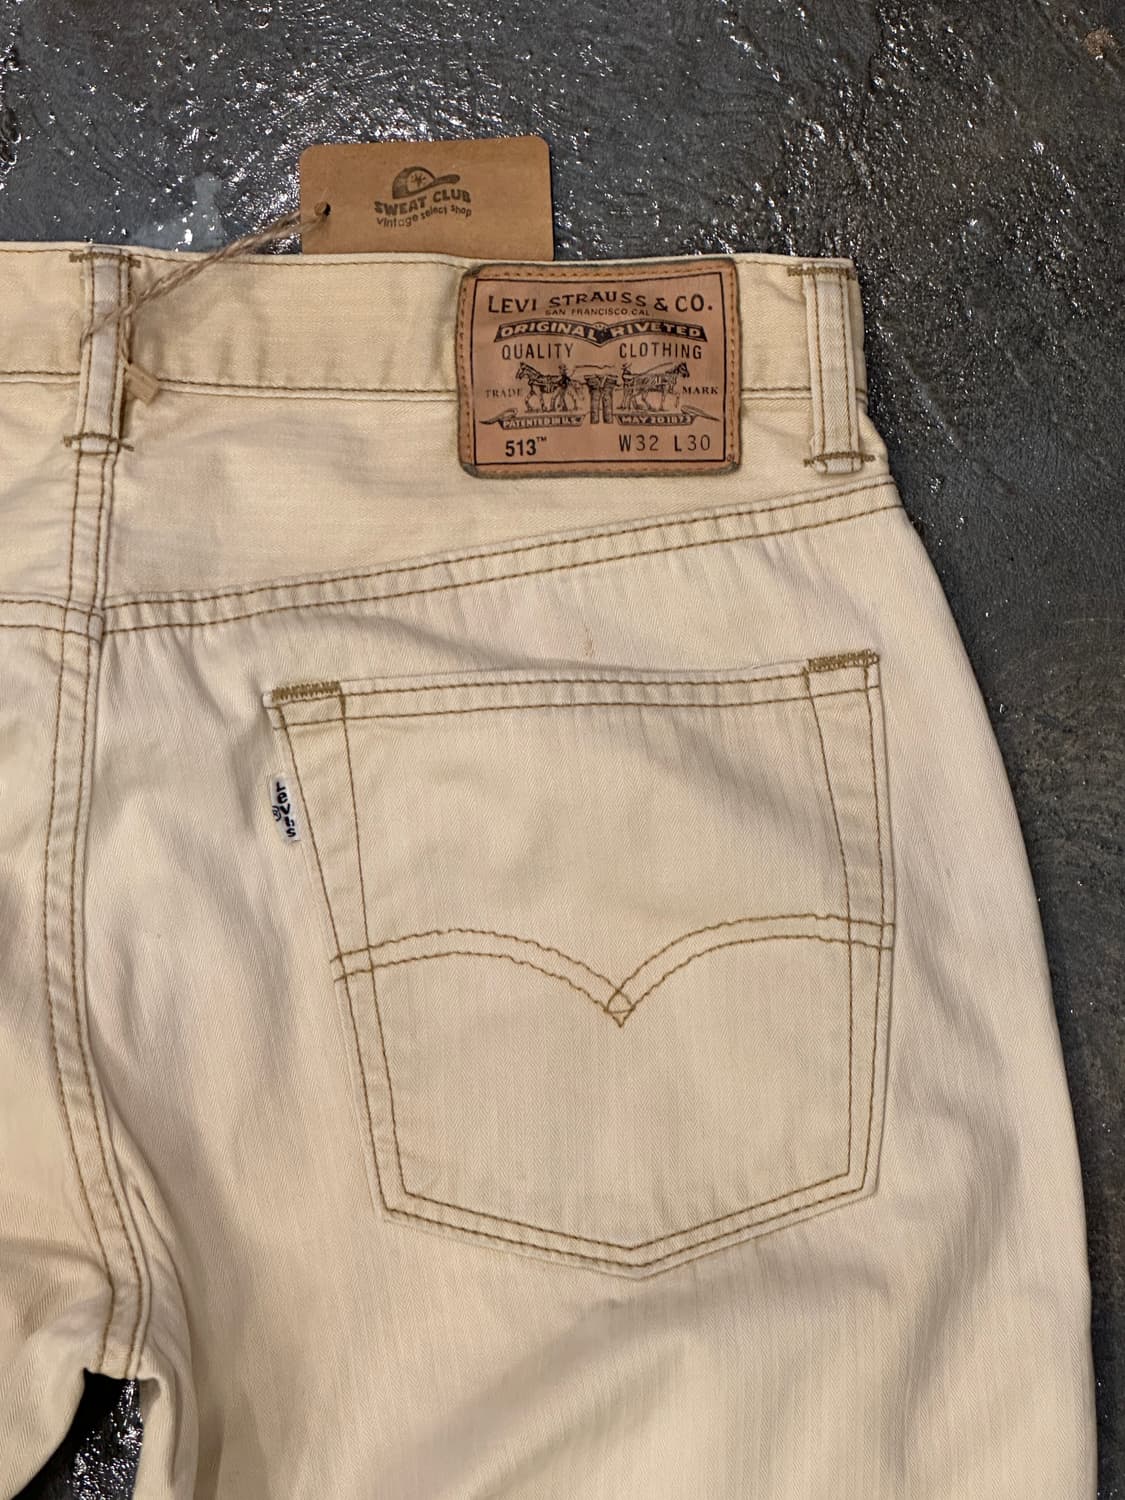 SWEAT CLUB
vintage select shop
LEVI STRAUSS & CO.
SAN FRANCISCO, CAL
ORIGINAL RIVETED
QUALITY CLOTHING
TRADE MARK
PATENTED IN U.S. MAY 20 1873
513™ W32 L30
Levi's ®